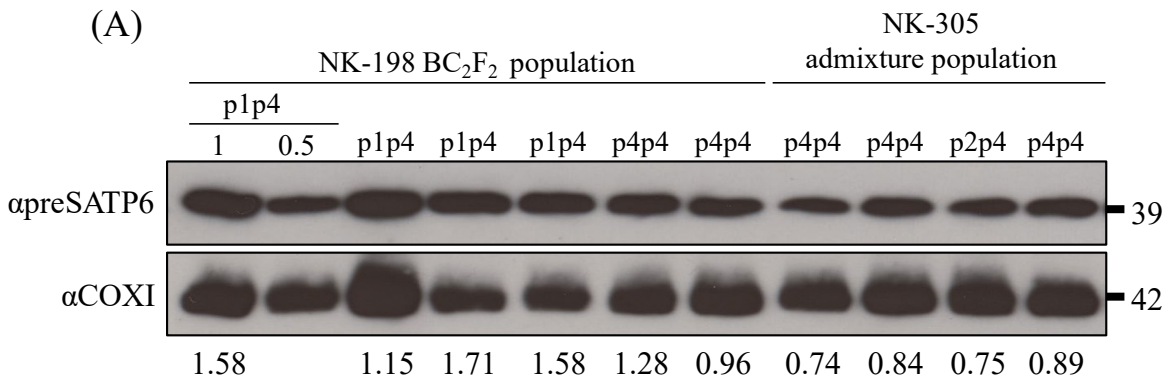 (A)
NK-198 BC₂F₂ population
NK-305
admixture population
p1p4
1 0.5 p1p4 p1p4 p1p4 p4p4 p4p4 p4p4 p4p4 p2p4 p4p4
αpreSATP6 39
αCOXI 42
1.58 1.15 1.71 1.58 1.28 0.96 0.74 0.84 0.75 0.89